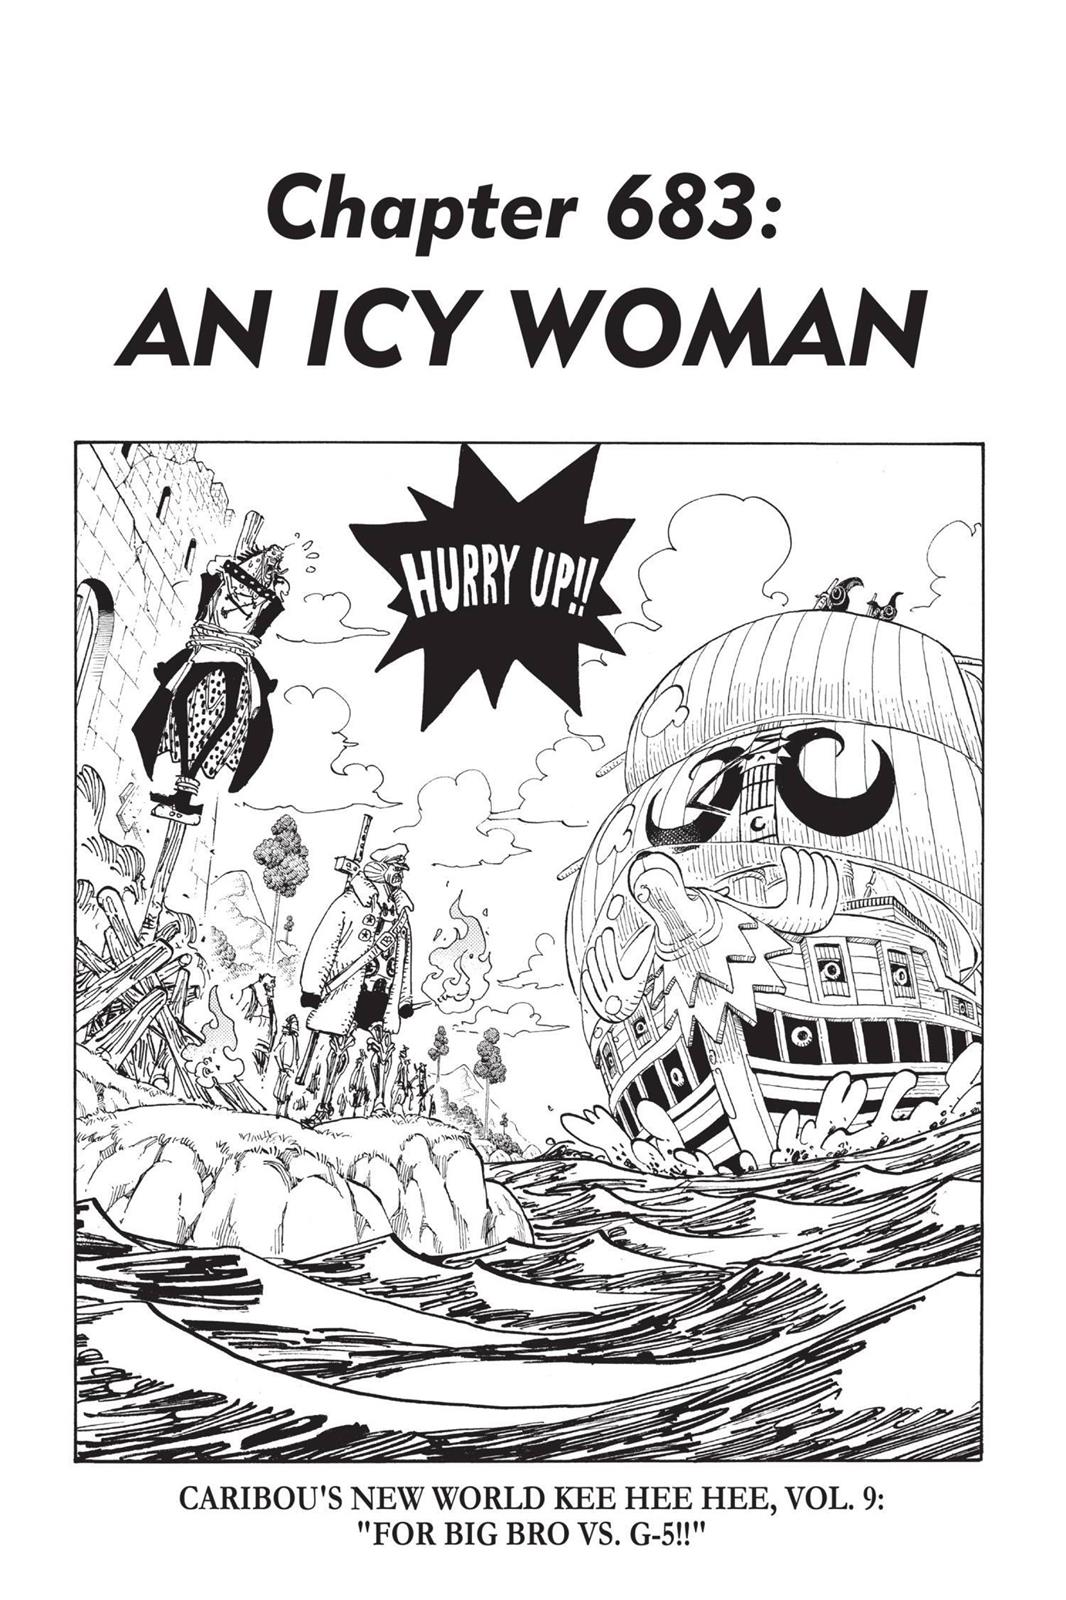 Chapter 683:
AN ICY WOMAN
HURRY UP!!
CARIBOU'S NEW WORLD KEE HEE HEE, VOL. 9:
"FOR BIG BRO VS. G-5!!"